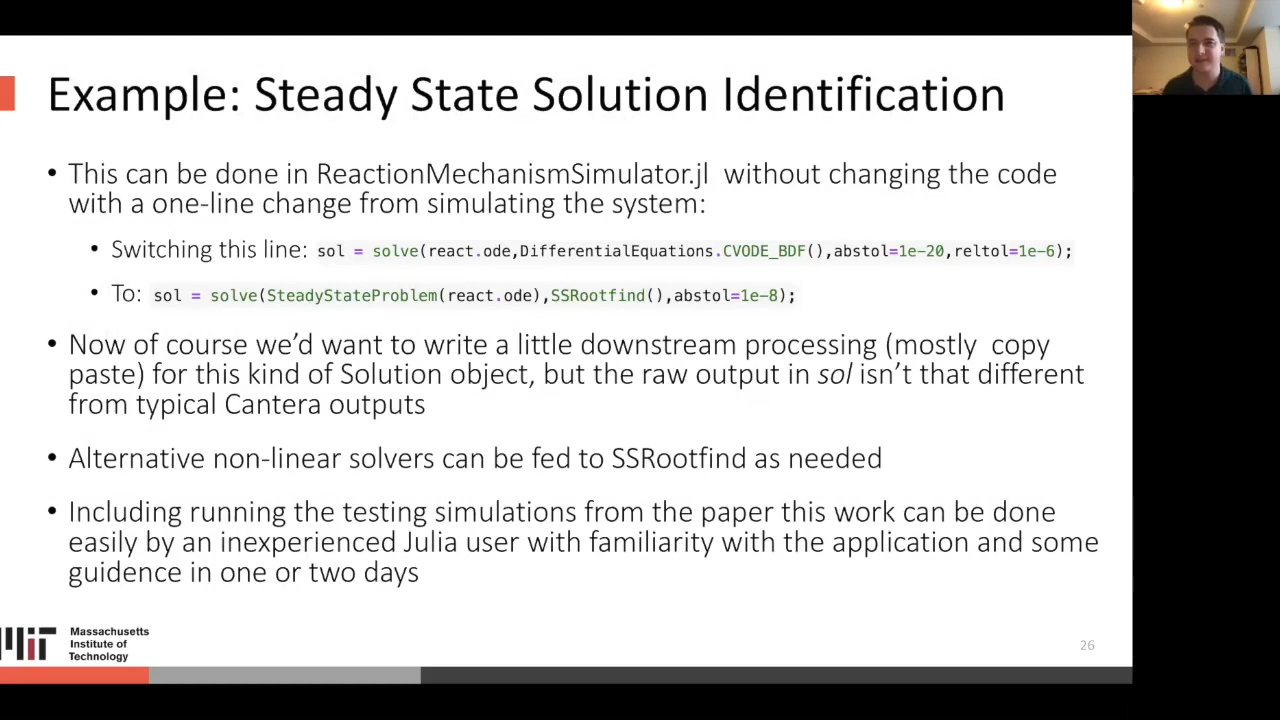 Example: Steady State Solution Identification
• This can be done in ReactionMechanismSimulator.jl  without changing the code
with a one-line change from simulating the system:
• Switching this line: sol = solve(react.ode,DifferentialEquations.CVODE_BDF(),abstol=1e-20,reltol=1e-6);
• To: sol = solve(SteadyStateProblem(react.ode),SSRootfind(),abstol=1e-8);
• Now of course we’d want to write a little downstream processing (mostly  copy
paste) for this kind of Solution object, but the raw output in sol isn’t that different
from typical Cantera outputs
• Alternative non-linear solvers can be fed to SSRootfind as needed
• Including running the testing simulations from the paper this work can be done
easily by an inexperienced Julia user with familiarity with the application and some
guidence in one or two days
Massachusetts
Institute of
Technology
26